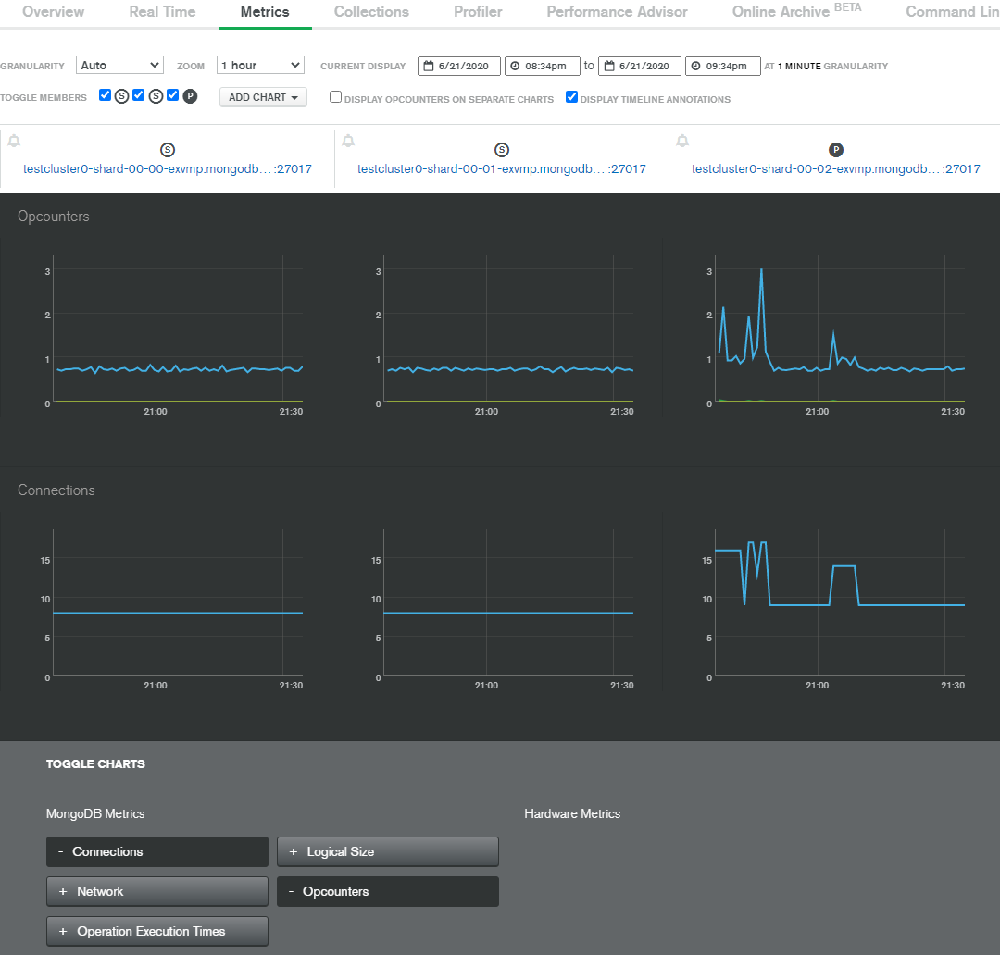 Overview Real Time Metrics Collections Profiler Performance Advisor Online Archive BETA Command Lin
GRANULARITY Auto ZOOM 1 hour CURRENT DISPLAY 6/21/2020 08:34pm to 6/21/2020 09:34pm AT 1 MINUTE GRANULARITY
TOGGLE MEMBERS S S P ADD CHART DISPLAY OPCOUNTERS ON SEPARATE CHARTS DISPLAY TIMELINE ANNOTATIONS
S S P
testcluster0-shard-00-00-exvmp.mongodb...:27017 testcluster0-shard-00-01-exvmp.mongodb...:27017 testcluster0-shard-00-02-exvmp.mongodb...:27017
Opcounters
3 3 3
2 2 2
1 1 1
0 0 0
21:00 21:30 21:00 21:30 21:00 21:30
Connections
15 15 15
10 10 10
5 5 5
0 0 0
21:00 21:30 21:00 21:30 21:00 21:30
TOGGLE CHARTS
MongoDB Metrics Hardware Metrics
- Connections + Logical Size
+ Network - Opcounters
+ Operation Execution Times